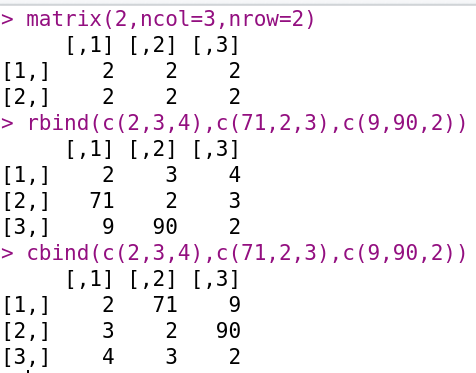 > matrix(2,ncol=3,nrow=2)
     [,1] [,2] [,3]
[1,]    2    2    2
[2,]    2    2    2
> rbind(c(2,3,4),c(71,2,3),c(9,90,2))
     [,1] [,2] [,3]
[1,]    2    3    4
[2,]   71    2    3
[3,]    9   90    2
> cbind(c(2,3,4),c(71,2,3),c(9,90,2))
     [,1] [,2] [,3]
[1,]    2   71    9
[2,]    3    2   90
[3,]    4    3    2